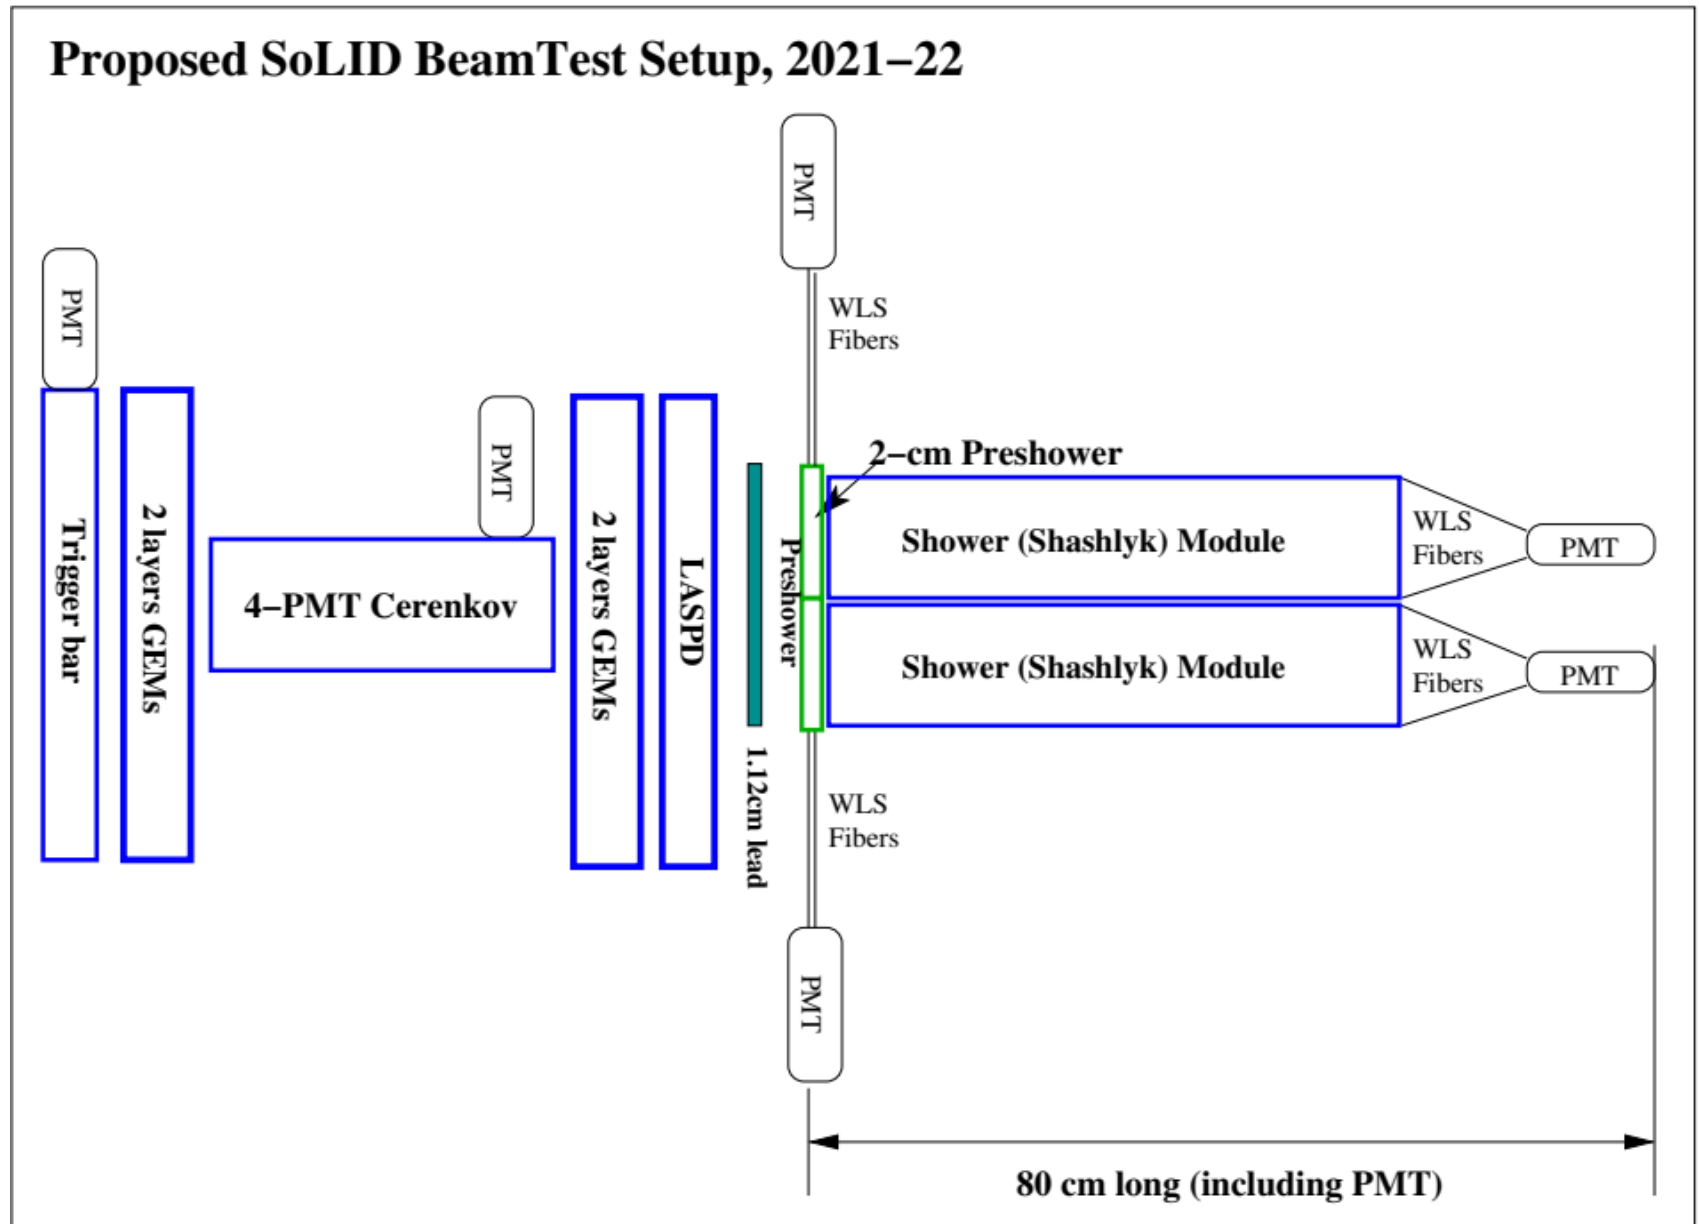 Proposed SoLID BeamTest Setup, 2021–22
PMT
WLS
Fibers
PMT
PMT
2–cm Preshower
Trigger bar
2 layers GEMs
4–PMT Cerenkov
2 layers GEMs
LASPD
Preshower
Shower (Shashlyk) Module
WLS
Fibers
PMT
Shower (Shashlyk) Module
WLS
Fibers
PMT
1.12cm lead
WLS
Fibers
PMT
80 cm long (including PMT)